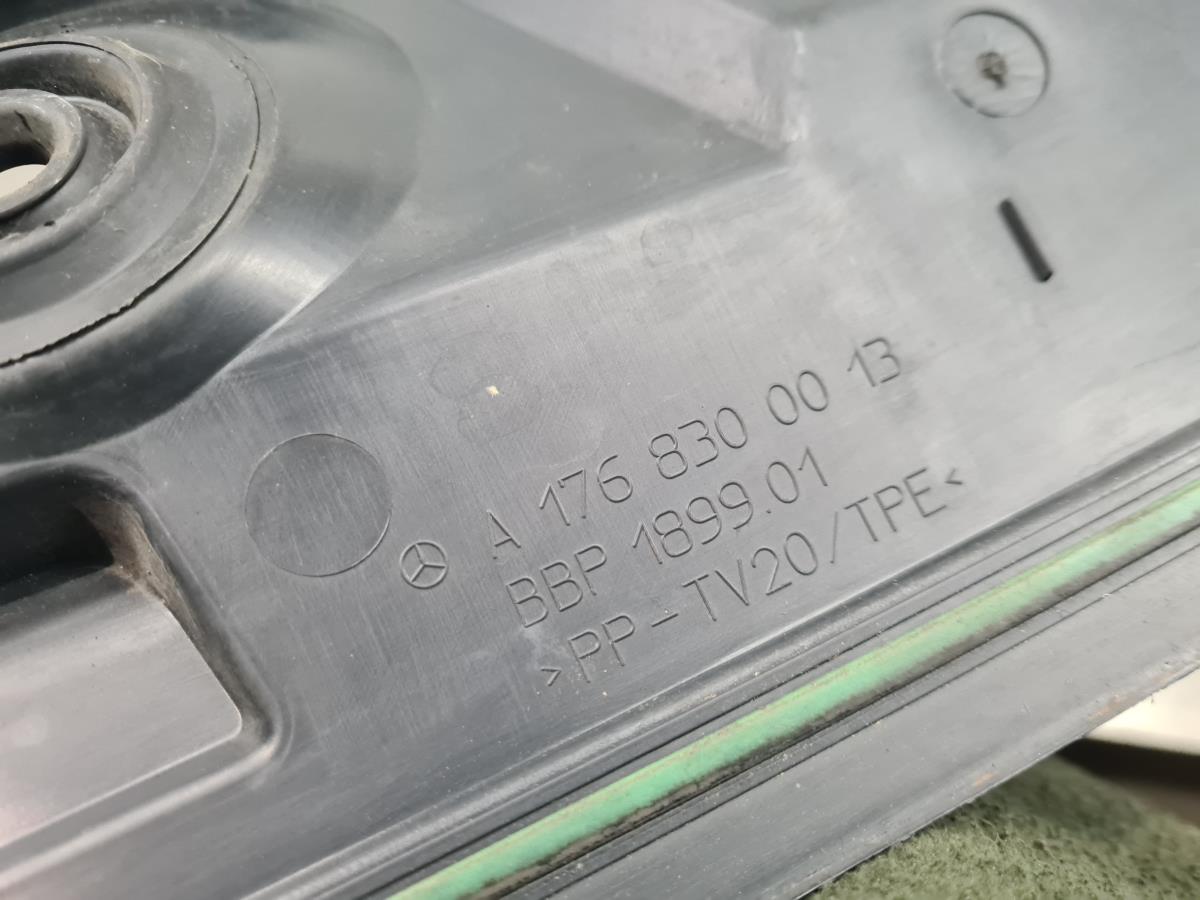 A 176 830 00 13
BBP 1899.01
>PP-TV20/TPE<